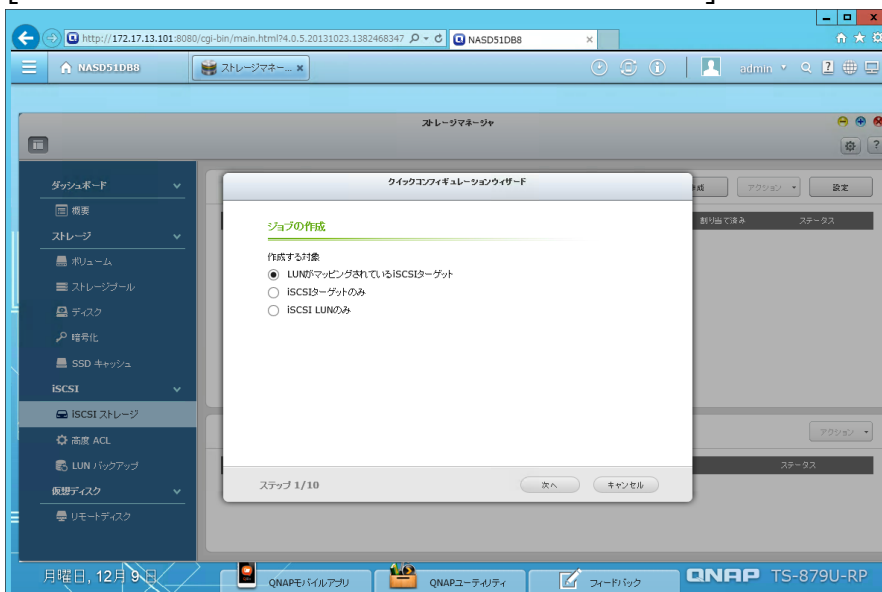 http://172.17.13.101:8080/cgi-bin/main.html?4.0.5.20131023.1382468347
NASD51DB8
NASD51DB8
ストレージマネー...
admin
ストレージマネージャ
ダッシュボード
概要
ストレージ
ボリューム
ストレージプール
ディスク
暗号化
SSD キャッシュ
iSCSI
iSCSI ストレージ
高度 ACL
LUN バックアップ
仮想ディスク
リモートディスク
アクション
設定
割り当て済み
ステータス
クイックコンフィギュレーションウィザード
ジョブの作成
作成する対象
LUNがマッピングされているiSCSIターゲット
iSCSIターゲットのみ
iSCSI LUNのみ
ステップ 1/10
次へ
キャンセル
アクション
ステータス
月曜日, 12月 9 日
QNAPモバイルアプリ
QNAPユーティリティ
フィードバック
QNAP TS-879U-RP